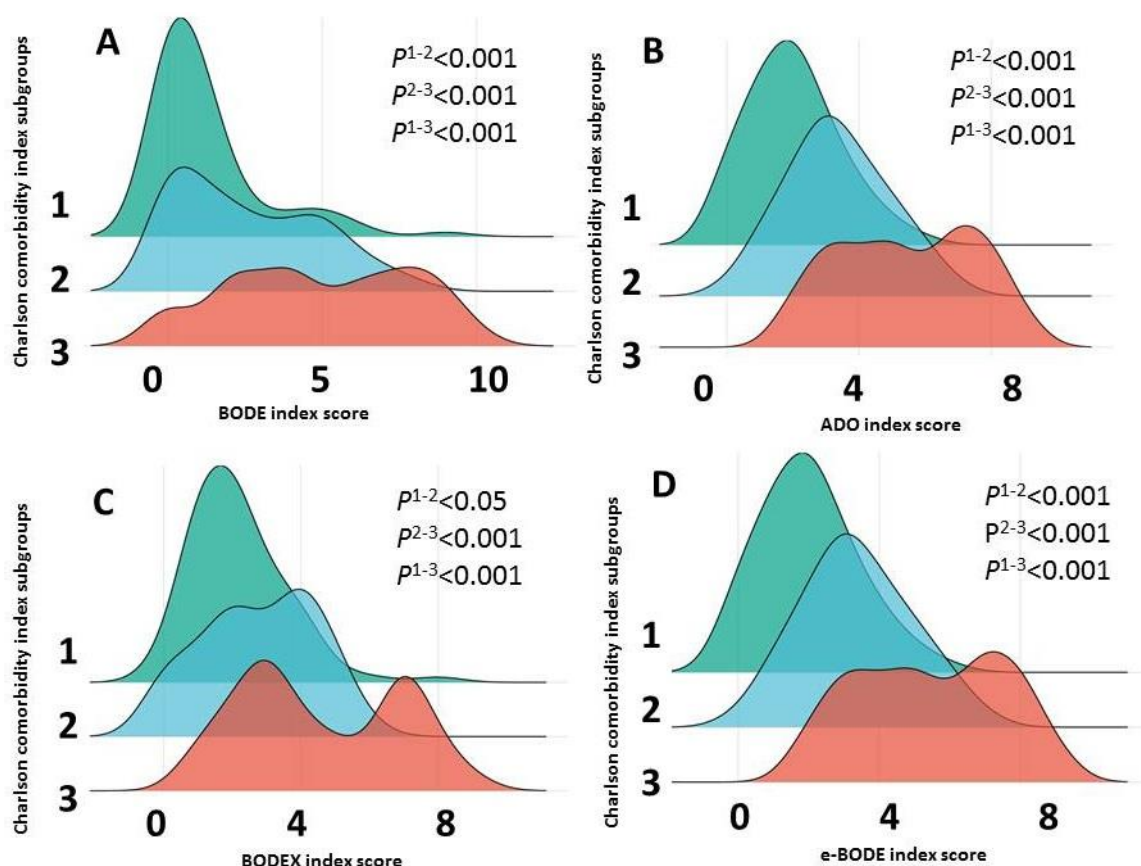 A
P1-2<0.001
P2-3<0.001
P1-3<0.001
Charlson comorbidity index subgroups
1
2
3
0 5 10
BODE index score
B
P1-2<0.001
P2-3<0.001
P1-3<0.001
Charlson comorbidity index subgroups
1
2
3
0 4 8
ADO index score
C
P1-2<0.05
P2-3<0.001
P1-3<0.001
Charlson comorbidity index subgroups
1
2
3
0 4 8
BODEX index score
D
P1-2<0.001
P2-3<0.001
P1-3<0.001
Charlson comorbidity index subgroups
1
2
3
0 4 8
e-BODE index score